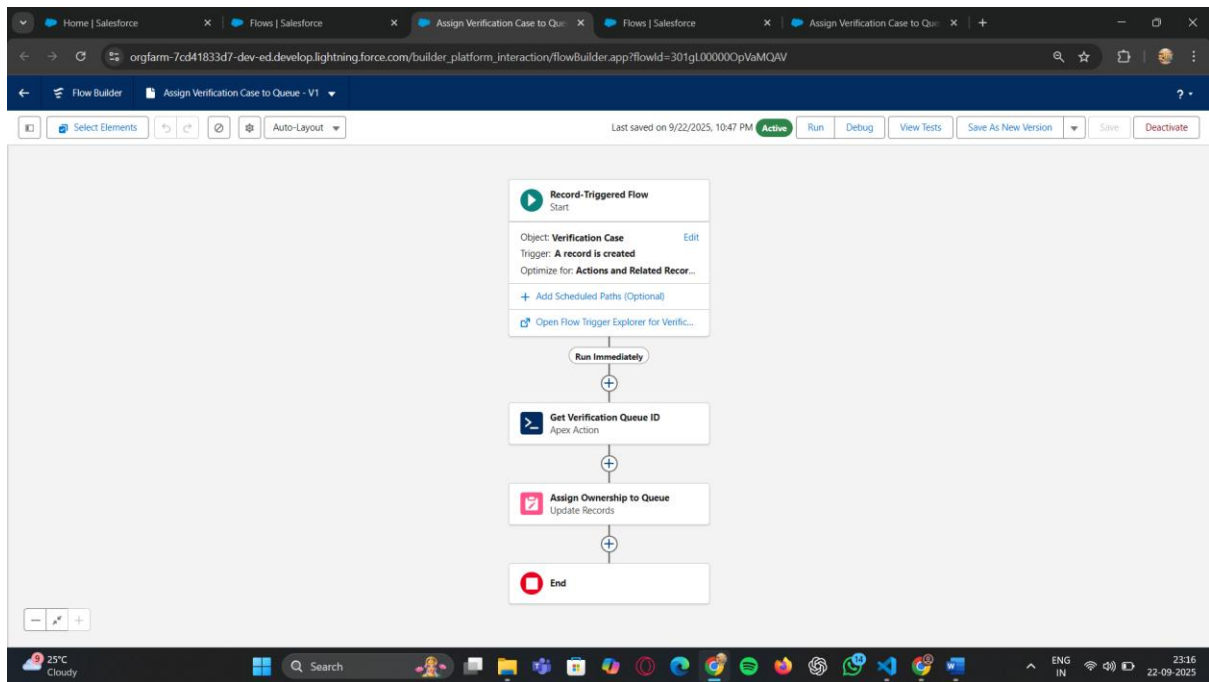 Home | Salesforce
Flows | Salesforce
Assign Verification Case to Que
Flows | Salesforce
Assign Verification Case to Que
orgfarm-7cd41833d7-dev-ed.develop.lightning.force.com/builder_platform_interaction/flowBuilder.app?flowId=301gL00000OpVaMQAV
Flow Builder
Assign Verification Case to Queue - V1
?
Select Elements
Auto-Layout
Last saved on 9/22/2025, 10:47 PM
Active
Run
Debug
View Tests
Save As New Version
Save
Deactivate
Record-Triggered Flow
Start
Object: Verification Case
Edit
Trigger: A record is created
Optimize for: Actions and Related Recor...
+ Add Scheduled Paths (Optional)
Open Flow Trigger Explorer for Verific...
Run Immediately
Get Verification Queue ID
Apex Action
Assign Ownership to Queue
Update Records
End
9
25°C
Cloudy
Search
14
ENG
IN
23:16
22-09-2025